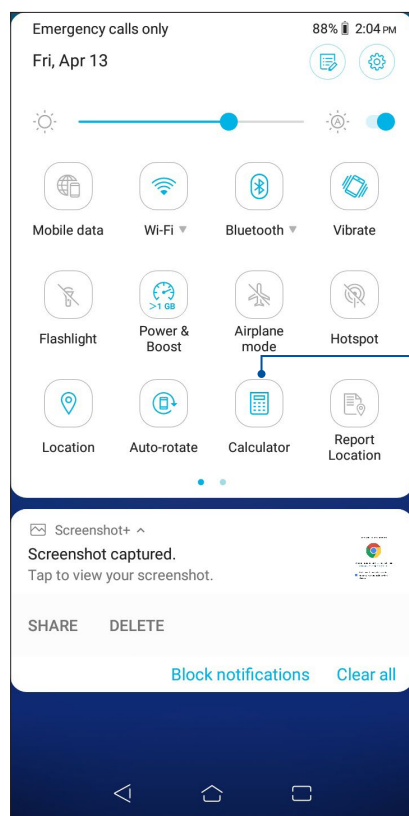 Emergency calls only 88% 2:04 PM
Fri, Apr 13
A
Mobile data Wi-Fi Bluetooth Vibrate
>1 GB
Flashlight Power & Boost Airplane mode Hotspot
Location Auto-rotate Calculator Report Location
Screenshot+
Screenshot captured.
Tap to view your screenshot.
SHARE DELETE
Block notifications Clear all